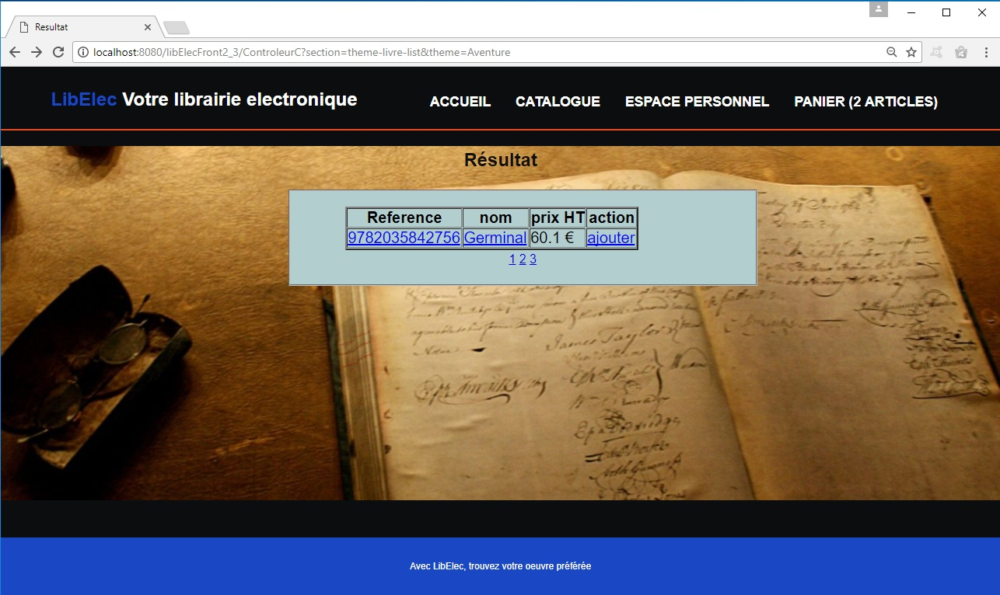 Resultat
localhost:8080/libElecFront2_3/ControleurC?section=theme-livre-list&theme=Aventure
LibElec Votre librairie electronique
ACCUEIL CATALOGUE ESPACE PERSONNEL PANIER (2 ARTICLES)
Résultat
Reference nom prix HT action
9782035842756 Germinal 60.1 € ajouter
1 2 3
James Taylor
Avec LibElec, trouvez votre oeuvre préférée